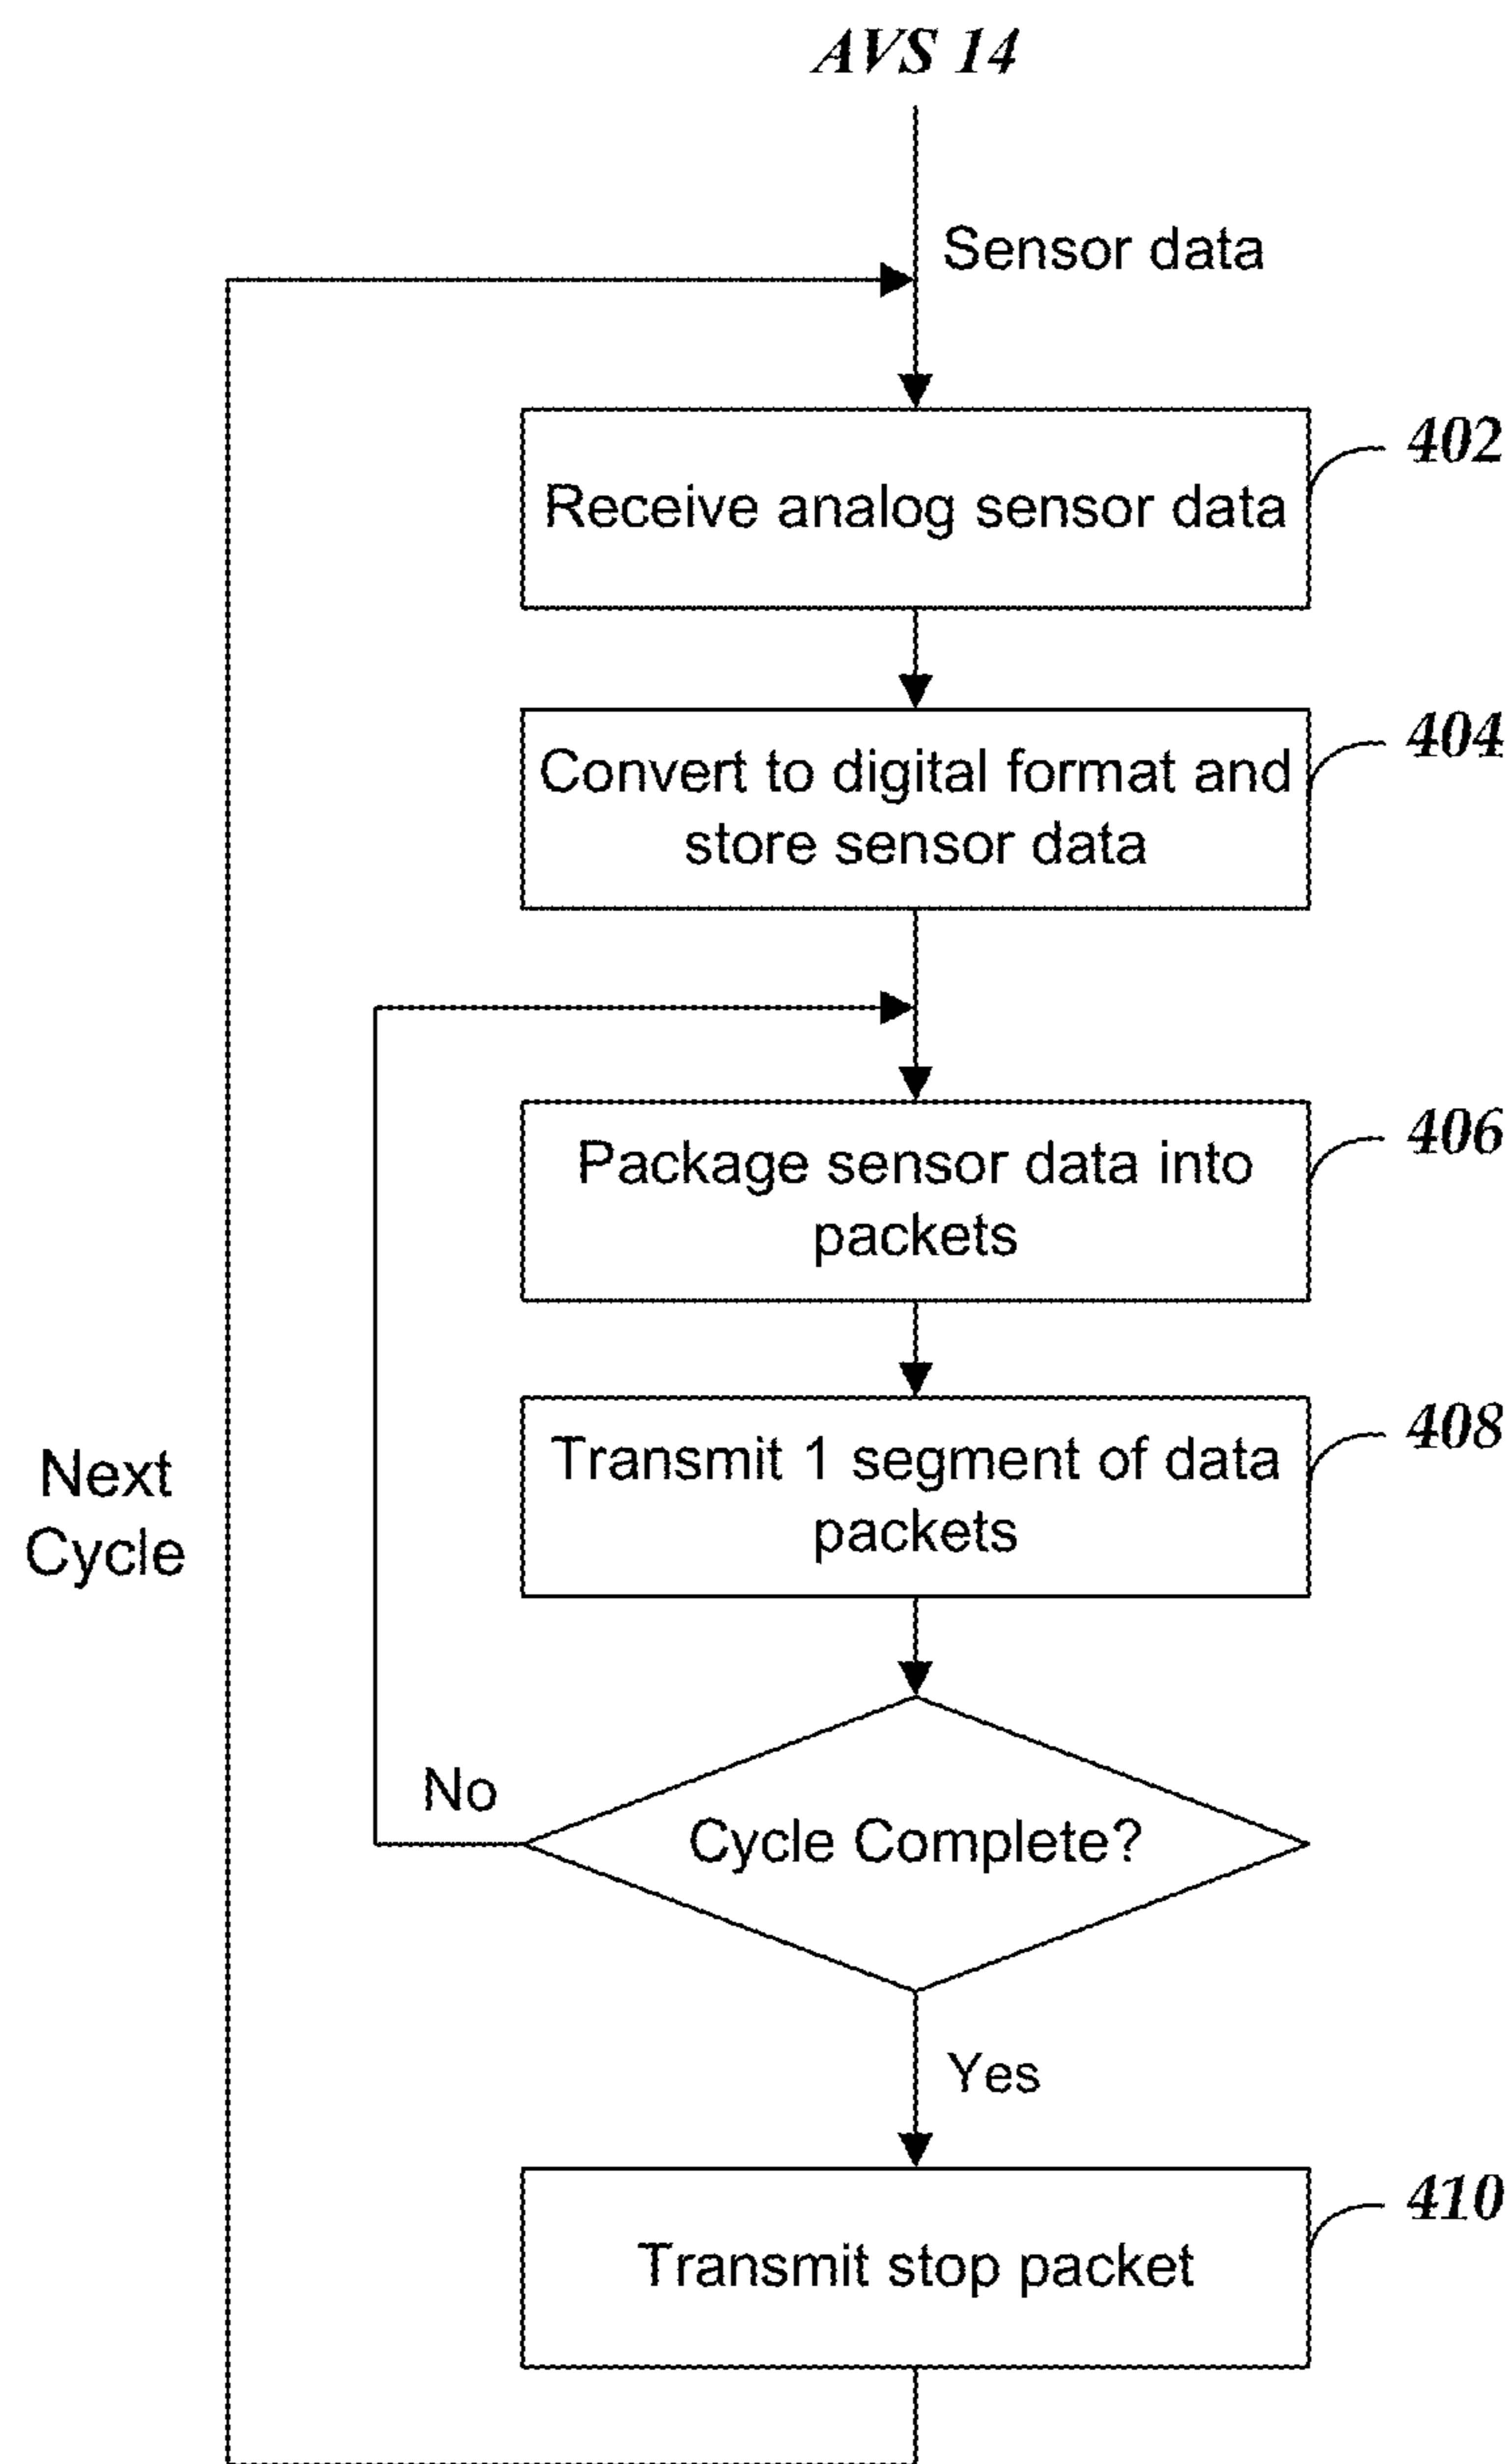 AVS 14
Sensor data
402
Receive analog sensor data
404
Convert to digital format and
store sensor data
406
Package sensor data into
packets
408
Transmit 1 segment of data
packets
Next
Cycle
No
Cycle Complete?
Yes
410
Transmit stop packet